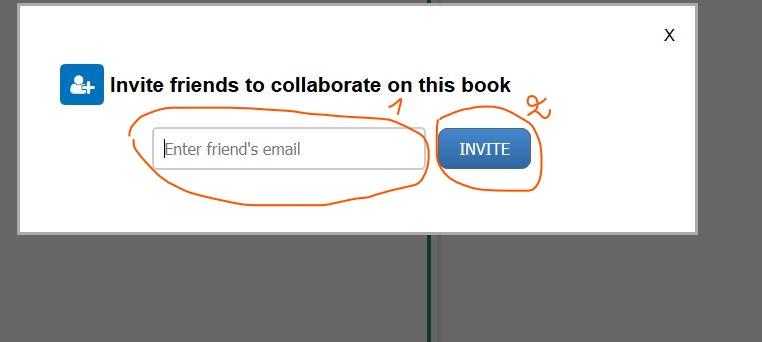 X
Invite friends to collaborate on this book
1 2
Enter friend's email INVITE